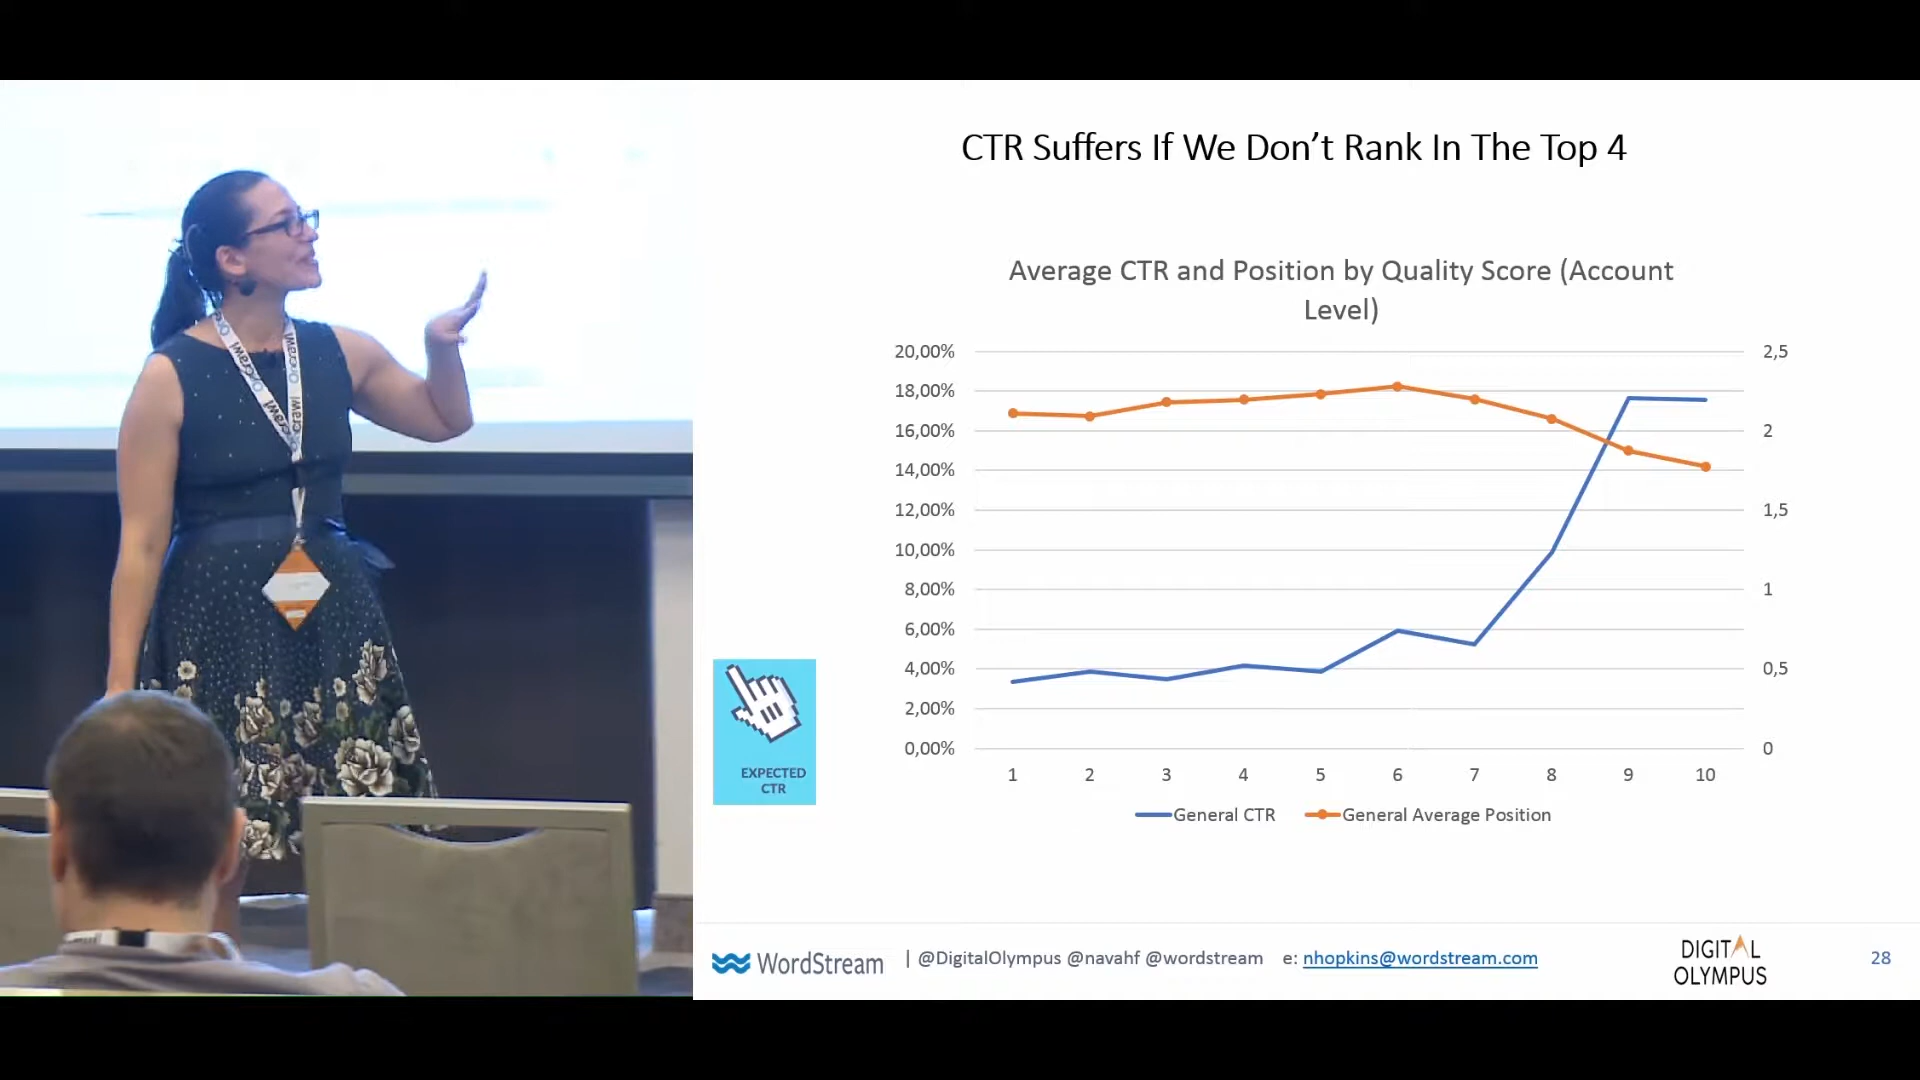 CTR Suffers If We Don’t Rank In The Top 4
Average CTR and Position by Quality Score (Account
Level)
20,00% 2,5
18,00%
16,00% 2
14,00%
12,00% 1,5
10,00%
8,00% 1
6,00%
4,00% 0,5
2,00%
0,00% 0
1 2 3 4 5 6 7 8 9 10
General CTR General Average Position
EXPECTED
CTR
WordStream | @DigitalOlympus @navahf @wordstream e: nhopkins@wordstream.com
DIGITAL
OLYMPUS
28
Oncrawl